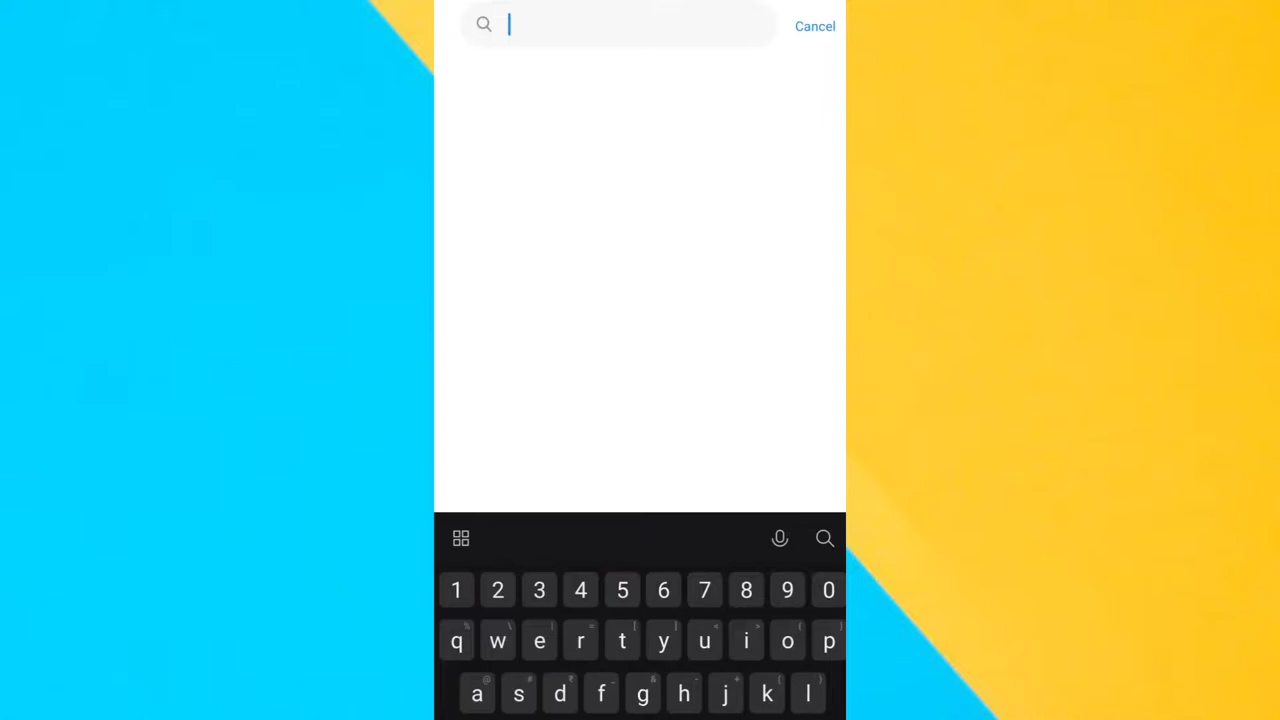 Cancel
1 2 3 4 5 6 7 8 9 0
% \ | = [ ] < > { }
q w e r t y u i o p
@ # ₹ _ & - + ( )
a s d f g h j k l